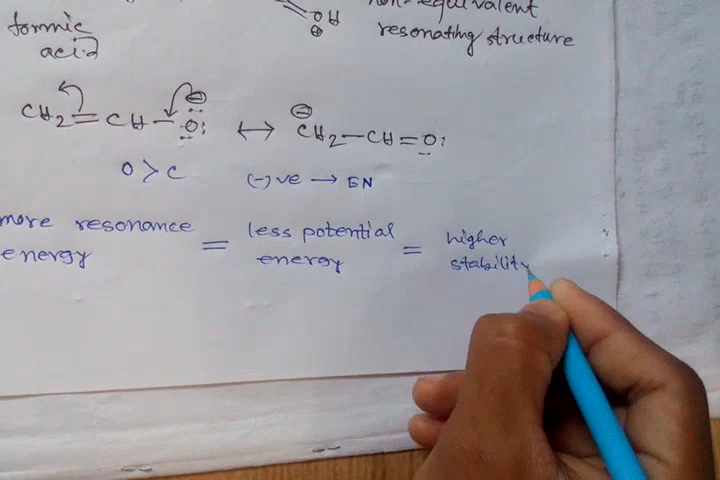 non-equivalent
formic
acid
OH
⊕
resonating structure
CH2=CH-Ö:⊖ ↔ ⊖CH2-CH=Ö:
O>C
(-)ve → EN
more resonance energy = less potential energy = higher stability